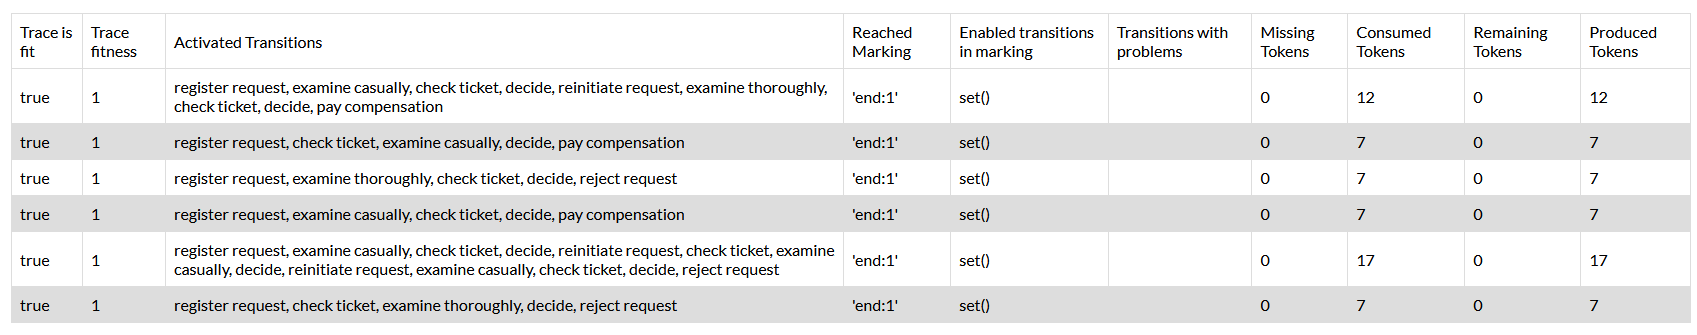 Trace is fit | Trace fitness | Activated Transitions | Reached Marking | Enabled transitions in marking | Transitions with problems | Missing Tokens | Consumed Tokens | Remaining Tokens | Produced Tokens
true | 1 | register request, examine casually, check ticket, decide, reinitiate request, examine thoroughly, check ticket, decide, pay compensation | 'end:1' | set() | | 0 | 12 | 0 | 12
true | 1 | register request, check ticket, examine casually, decide, pay compensation | 'end:1' | set() | | 0 | 7 | 0 | 7
true | 1 | register request, examine thoroughly, check ticket, decide, reject request | 'end:1' | set() | | 0 | 7 | 0 | 7
true | 1 | register request, examine casually, check ticket, decide, pay compensation | 'end:1' | set() | | 0 | 7 | 0 | 7
true | 1 | register request, examine casually, check ticket, decide, reinitiate request, check ticket, examine casually, decide, reinitiate request, examine casually, check ticket, decide, reject request | 'end:1' | set() | | 0 | 17 | 0 | 17
true | 1 | register request, check ticket, examine thoroughly, decide, reject request | 'end:1' | set() | | 0 | 7 | 0 | 7